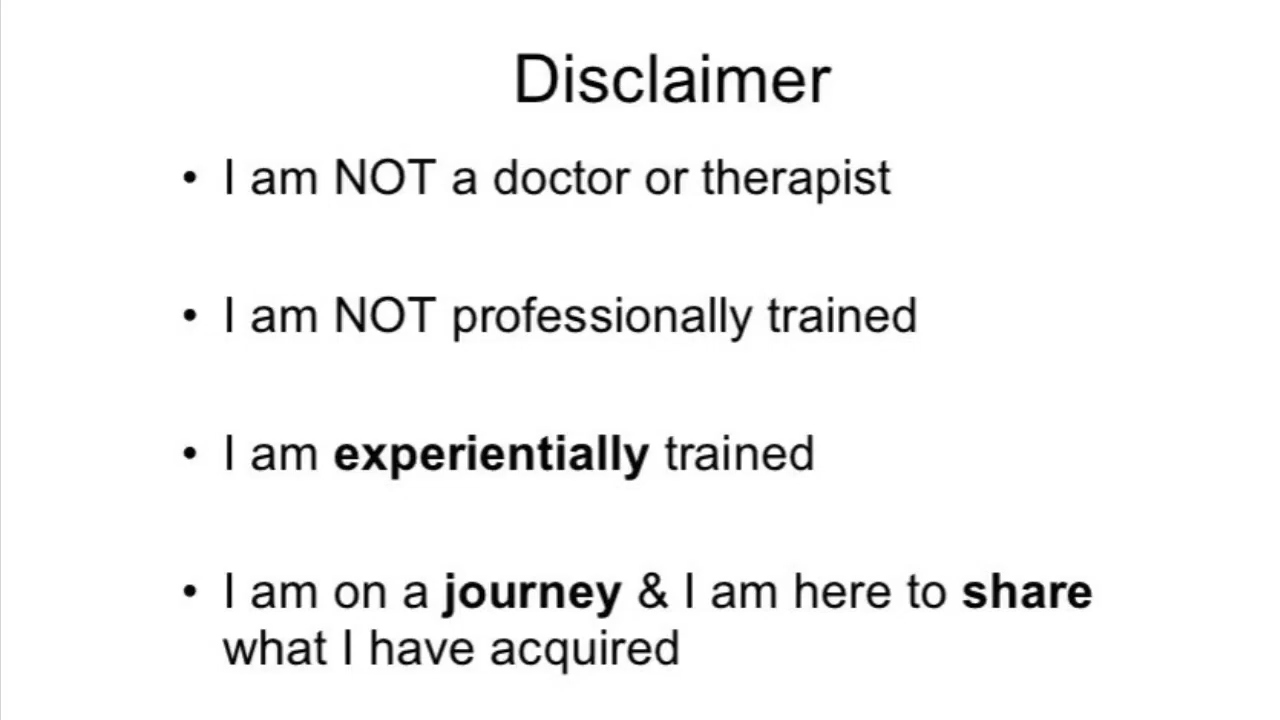 Disclaimer
• I am NOT a doctor or therapist
• I am NOT professionally trained
• I am experientially trained
• I am on a journey & I am here to share
what I have acquired